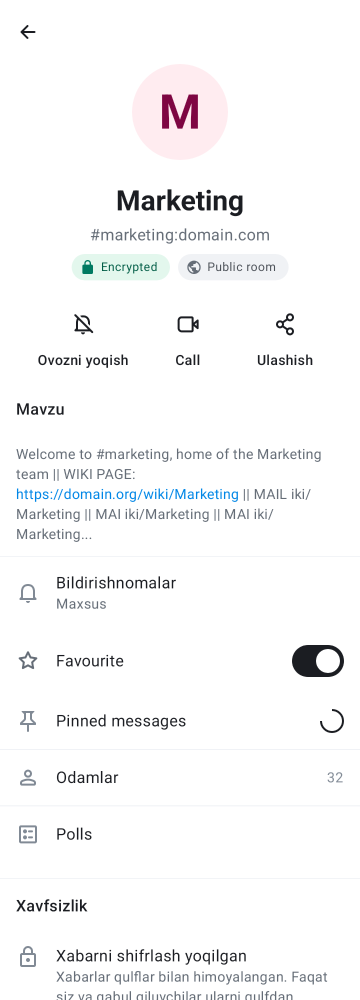 M
Marketing
#marketing:domain.com
Encrypted
Public room
Ovozni yoqish
Call
Ulashish
Mavzu
Welcome to #marketing, home of the Marketing
team || WIKI PAGE:
https://domain.org/wiki/Marketing || MAIL iki/
Marketing || MAI iki/Marketing || MAI iki/
Marketing...
Bildirishnomalar
Maxsus
Favourite
Pinned messages
Odamlar
32
Polls
Xavfsizlik
Xabarni shifrlash yoqilgan
Xabarlar qulflar bilan himoyalangan. Faqat
siz va qabul qiluvchilar ularni qulfdan